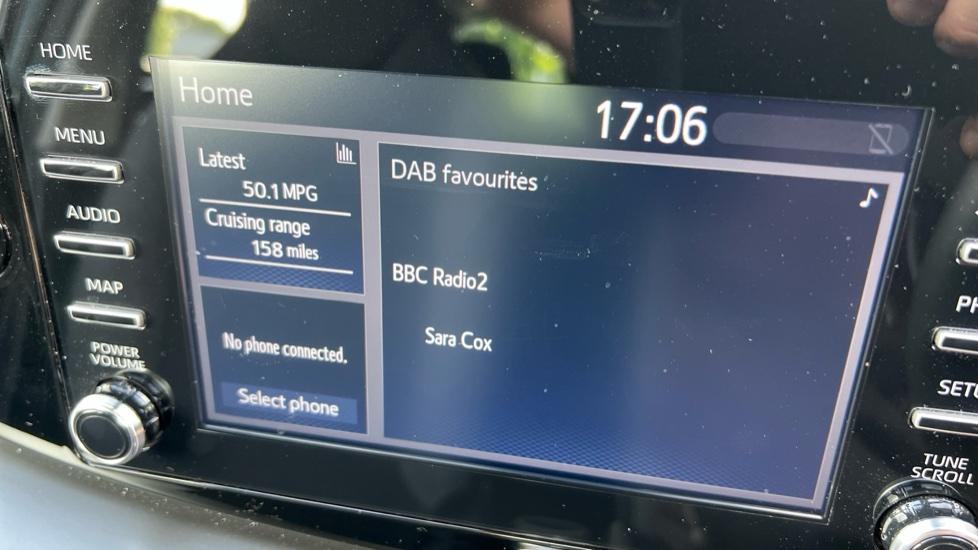 HOME
MENU
AUDIO
MAP
POWER
VOLUME
Home
17:06
Latest
50.1 MPG
Cruising range
158 miles
No phone connected.
Select phone
DAB favourites
BBC Radio2
Sara Cox
TUNE
SCROLL